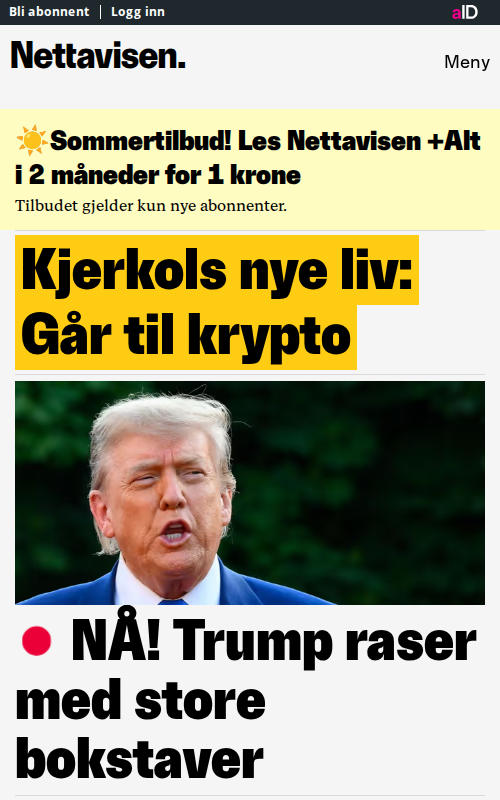 Bli abonnent | Logg inn
aID
Nettavisen.
Meny
☀️Sommertilbud! Les Nettavisen +Alt
i 2 måneder for 1 krone
Tilbudet gjelder kun nye abonnenter.
Kjerkols nye liv:
Går til krypto
NÅ! Trump raser
med store
bokstaver